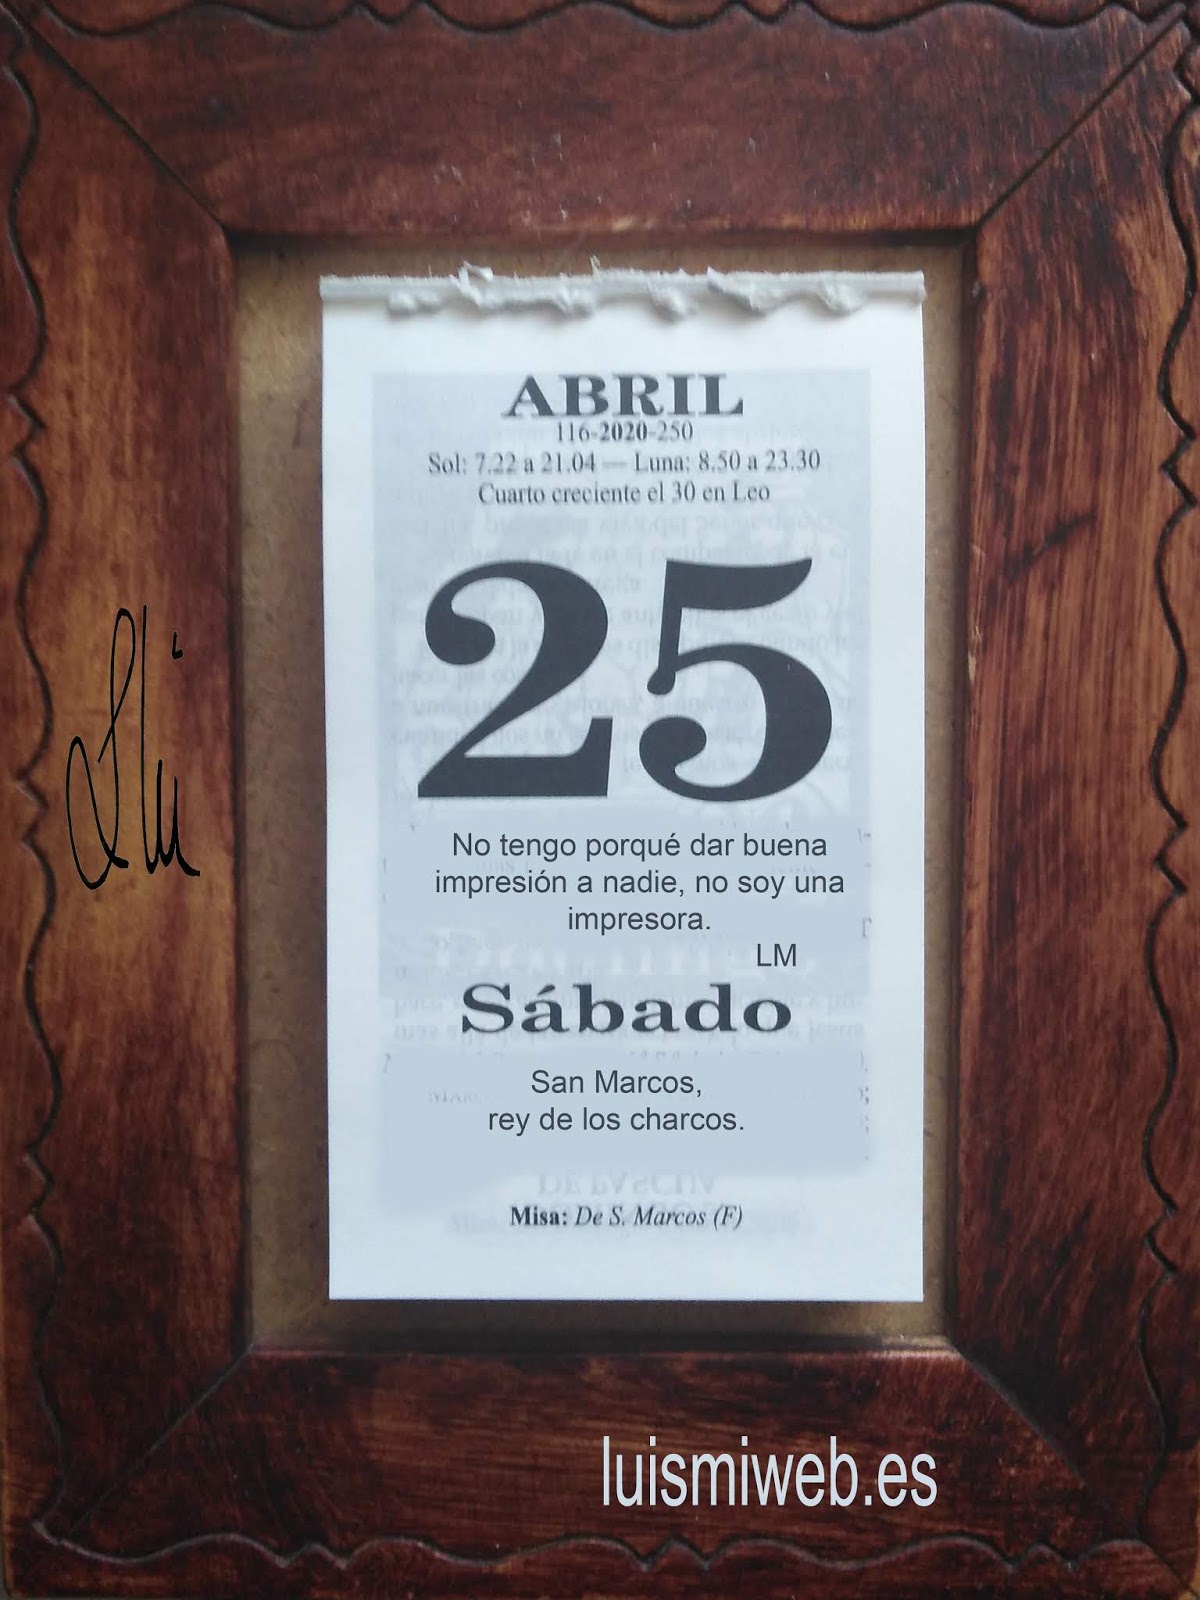 ABRIL
116-2020-250
Sol: 7.22 a 21.04 — Luna: 8.50 a 23.30
Cuarto creciente el 30 en Leo
25
No tengo porqué dar buena
impresión a nadie, no soy una
impresora.
LM
Sábado
San Marcos,
rey de los charcos.
Misa: De S. Marcos (F)
luismiweb.es